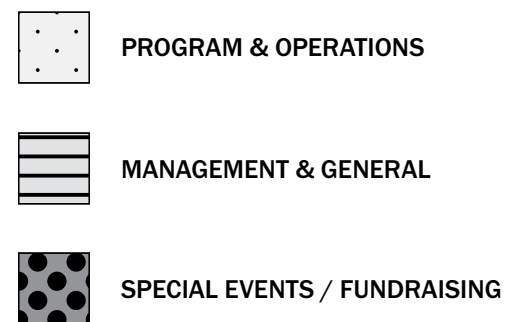 PROGRAM & OPERATIONS
MANAGEMENT & GENERAL
SPECIAL EVENTS / FUNDRAISING